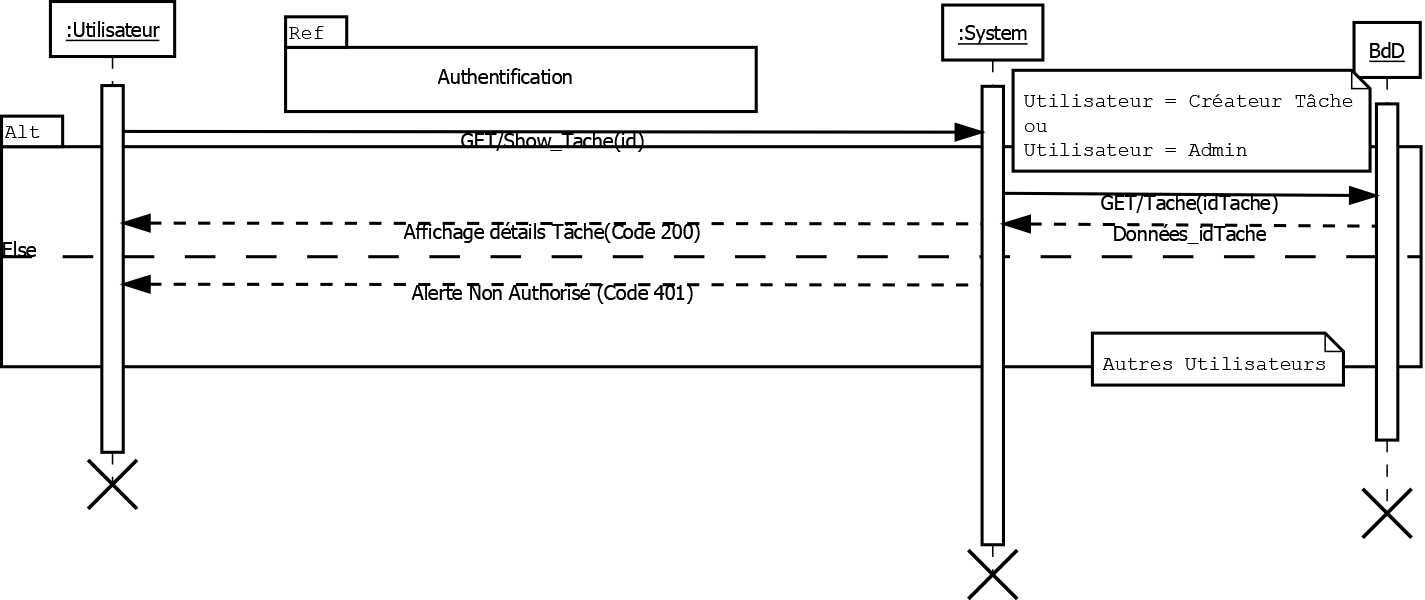 :Utilisateur
Ref
:System
BdD
Authentification
Utilisateur = Créateur Tâche
ou
Utilisateur = Admin
Alt
GET/Show_Tache(id)
GET/Tache(idTache)
Affichage détails Tache(Code 200)
Données_idTache
Else
Alerte Non Authorisé (Code 401)
Autres Utilisateurs